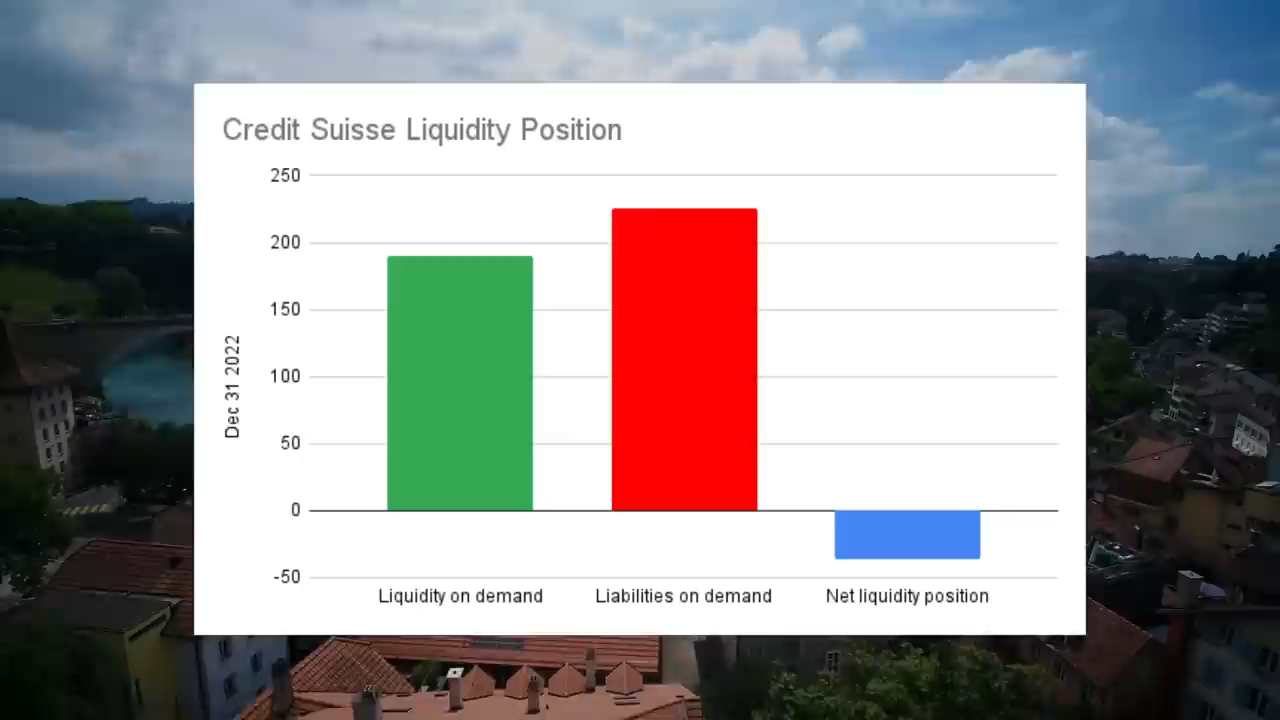 Credit Suisse Liquidity Position
250
200
150
100
50
0
-50
Dec 31 2022
Liquidity on demand
Liabilities on demand
Net liquidity position